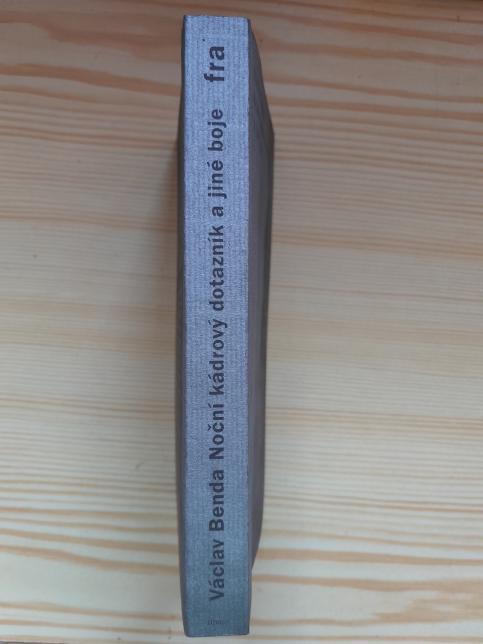 Václav Benda Noční kádrový dotazník a jiné boje fra